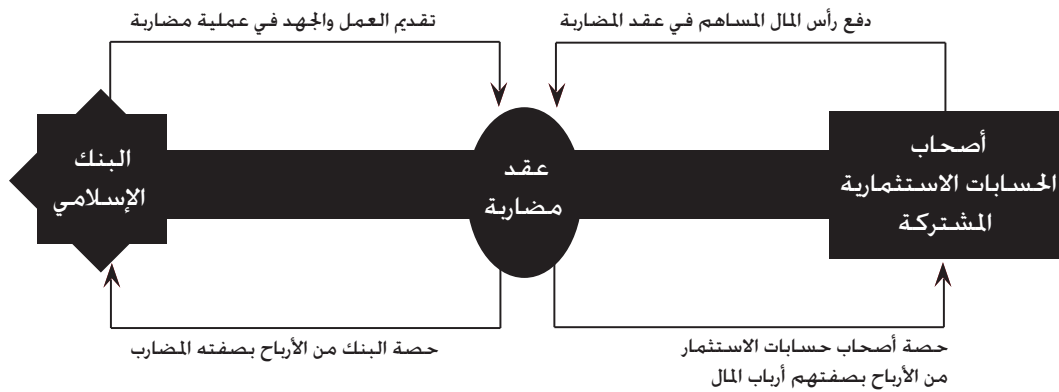 دفع رأس المال المساهم في عقد المضاربة
تقديم العمل والجهد في عملية مضاربة
أصحاب
الحسابات الاستثمارية
المشتركة
عقد
مضاربة
البنك
الإسلامي
حصة أصحاب حسابات الاستثمار
من الأرباح بصفتهم أرباب المال
حصة البنك من الأرباح بصفته المضارب